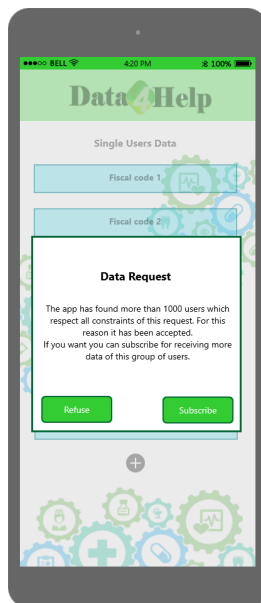 ●●●○○ BELL 4:20 PM 100%
Data4Help
Single Users Data
Fiscal code 1
Fiscal code 2
Data Request
The app has found more than 1000 users which
respect all constraints of this request. For this
reason it has been accepted.
If you want you can subscribe for receiving more
data of this group of users.
Refuse Subscribe